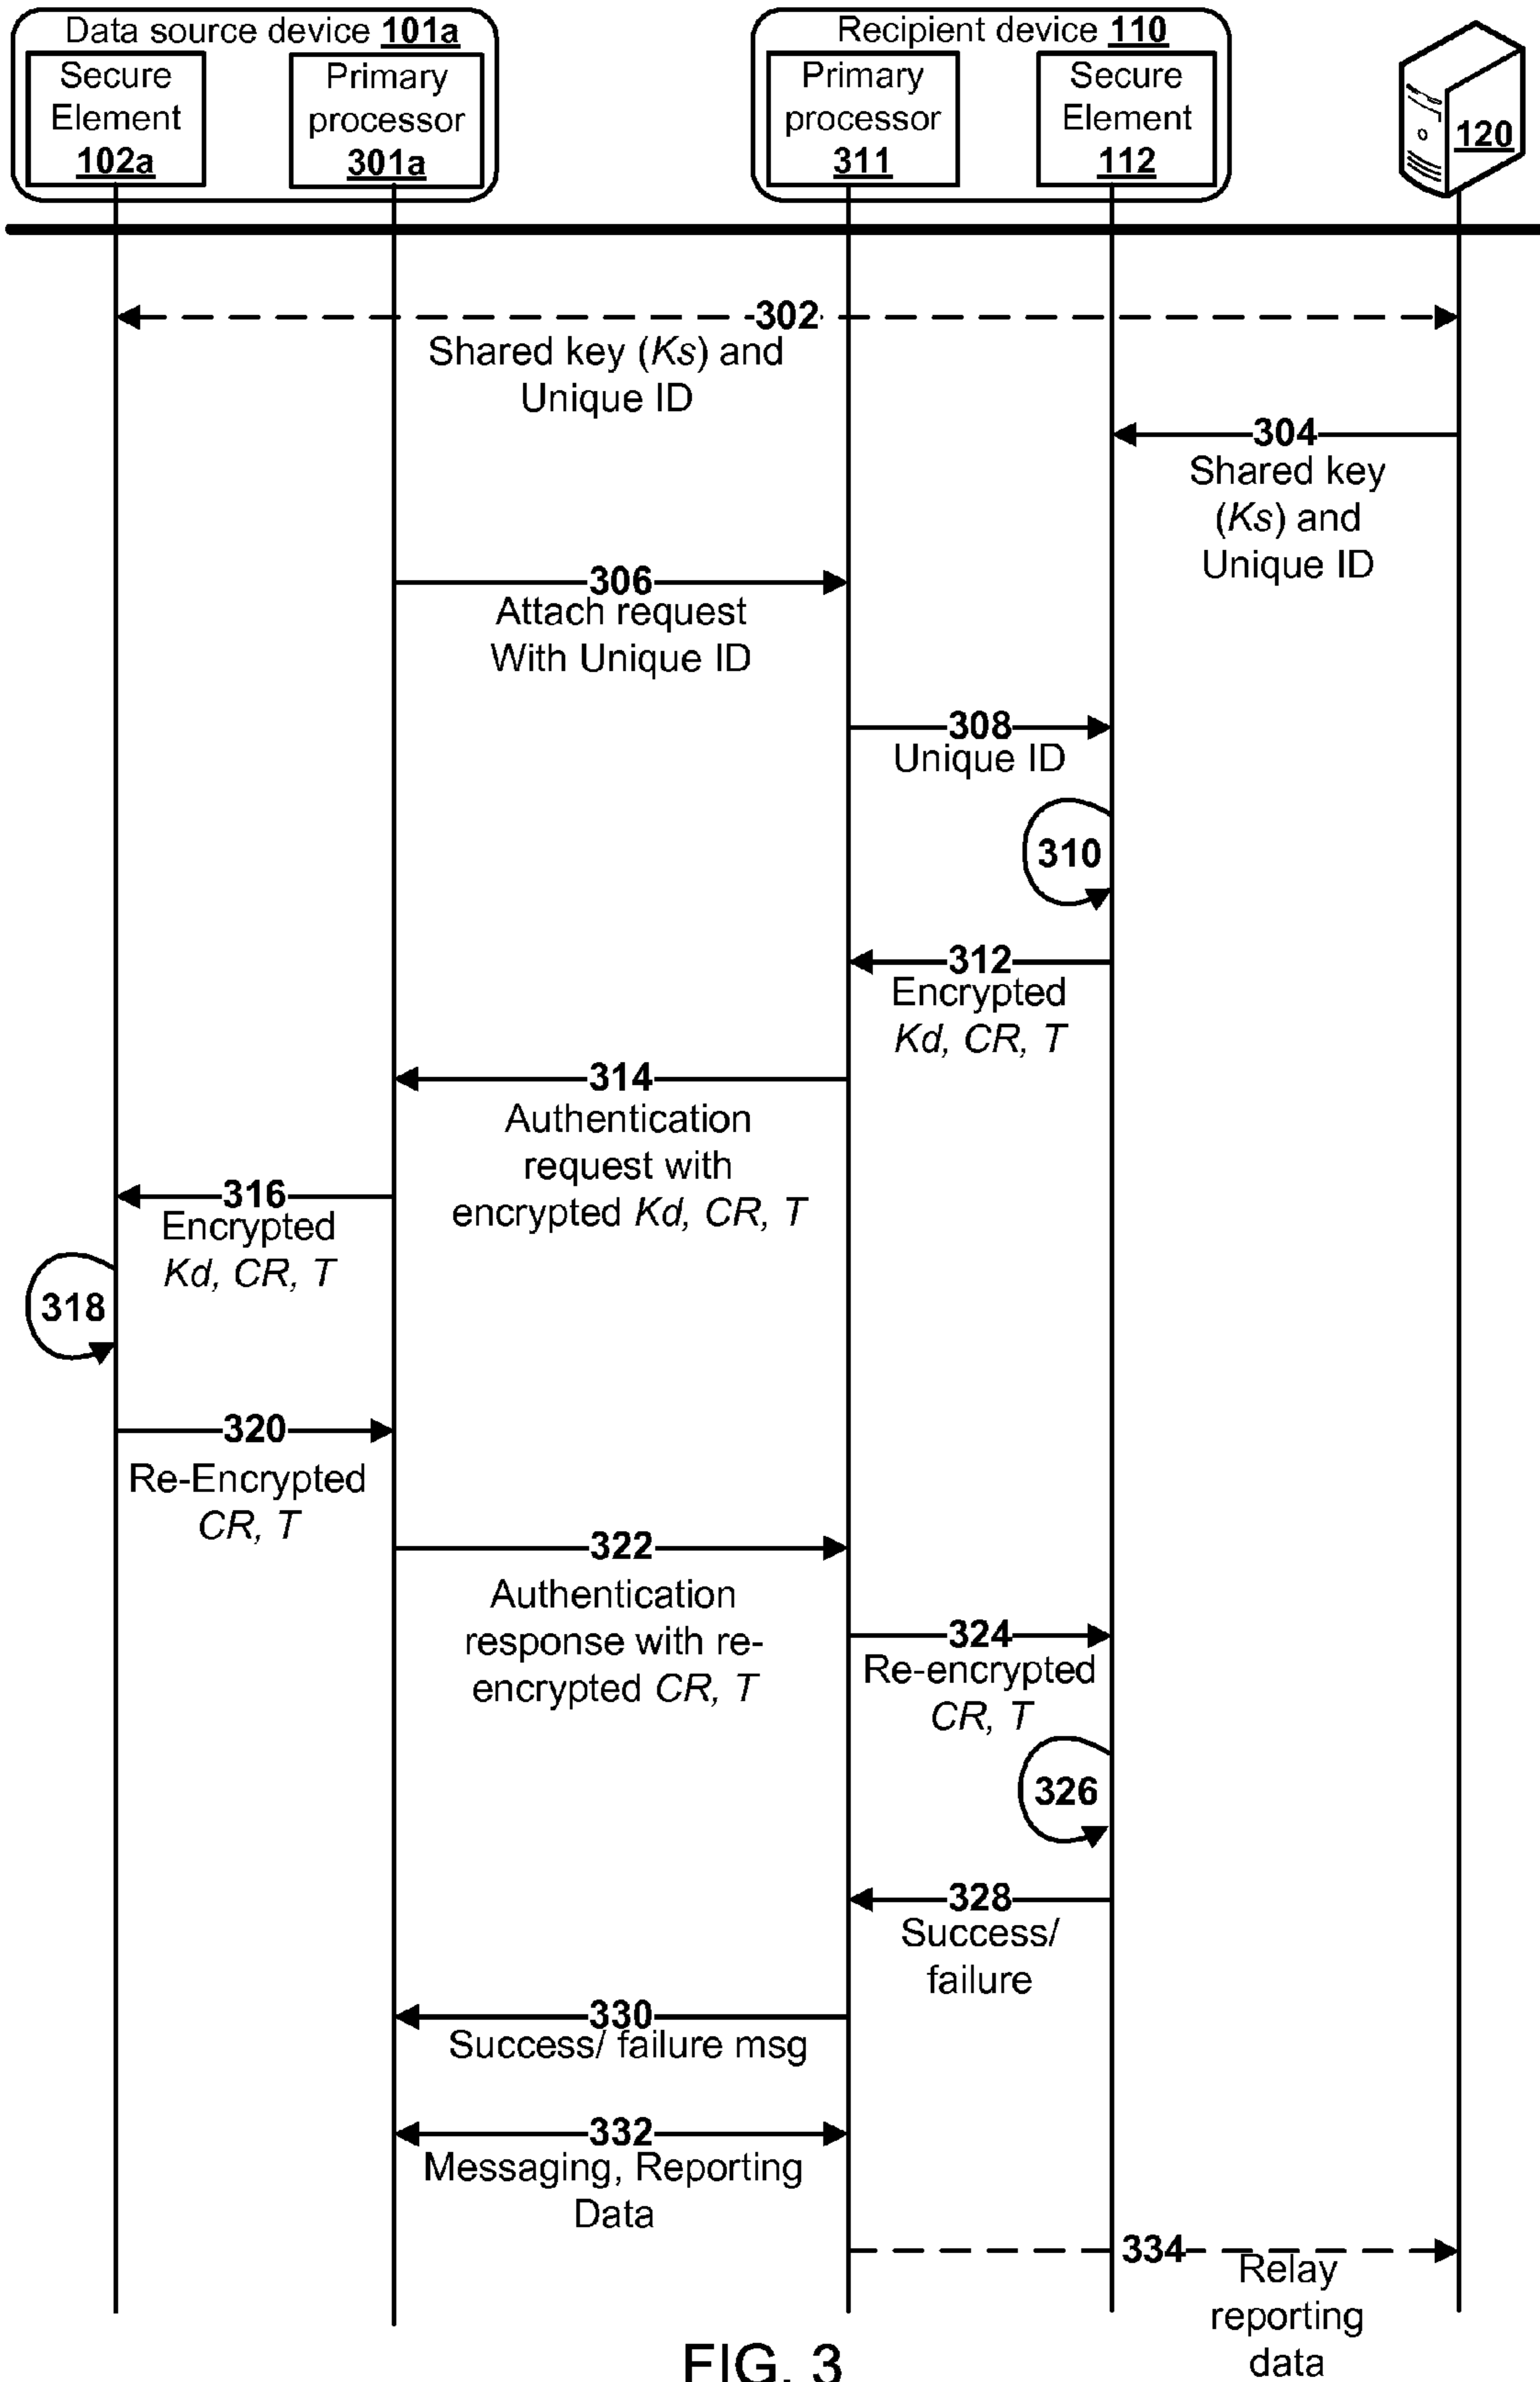 Data source device 101a
Secure
Element
102a
Primary
processor
301a
Recipient device 110
Primary
processor
311
Secure
Element
112
120
302
Shared key (Ks) and
Unique ID
304
Shared key
(Ks) and
Unique ID
306
Attach request
With Unique ID
308
Unique ID
310
312
Encrypted
Kd, CR, T
314
Authentication
request with
encrypted Kd, CR, T
316
Encrypted
Kd, CR, T
318
320
Re-Encrypted
CR, T
322
Authentication
response with re-
encrypted CR, T
324
Re-encrypted
CR, T
326
328
Success/
failure
330
Success/ failure msg
332
Messaging, Reporting
Data
334
Relay
reporting
data
FIG. 3